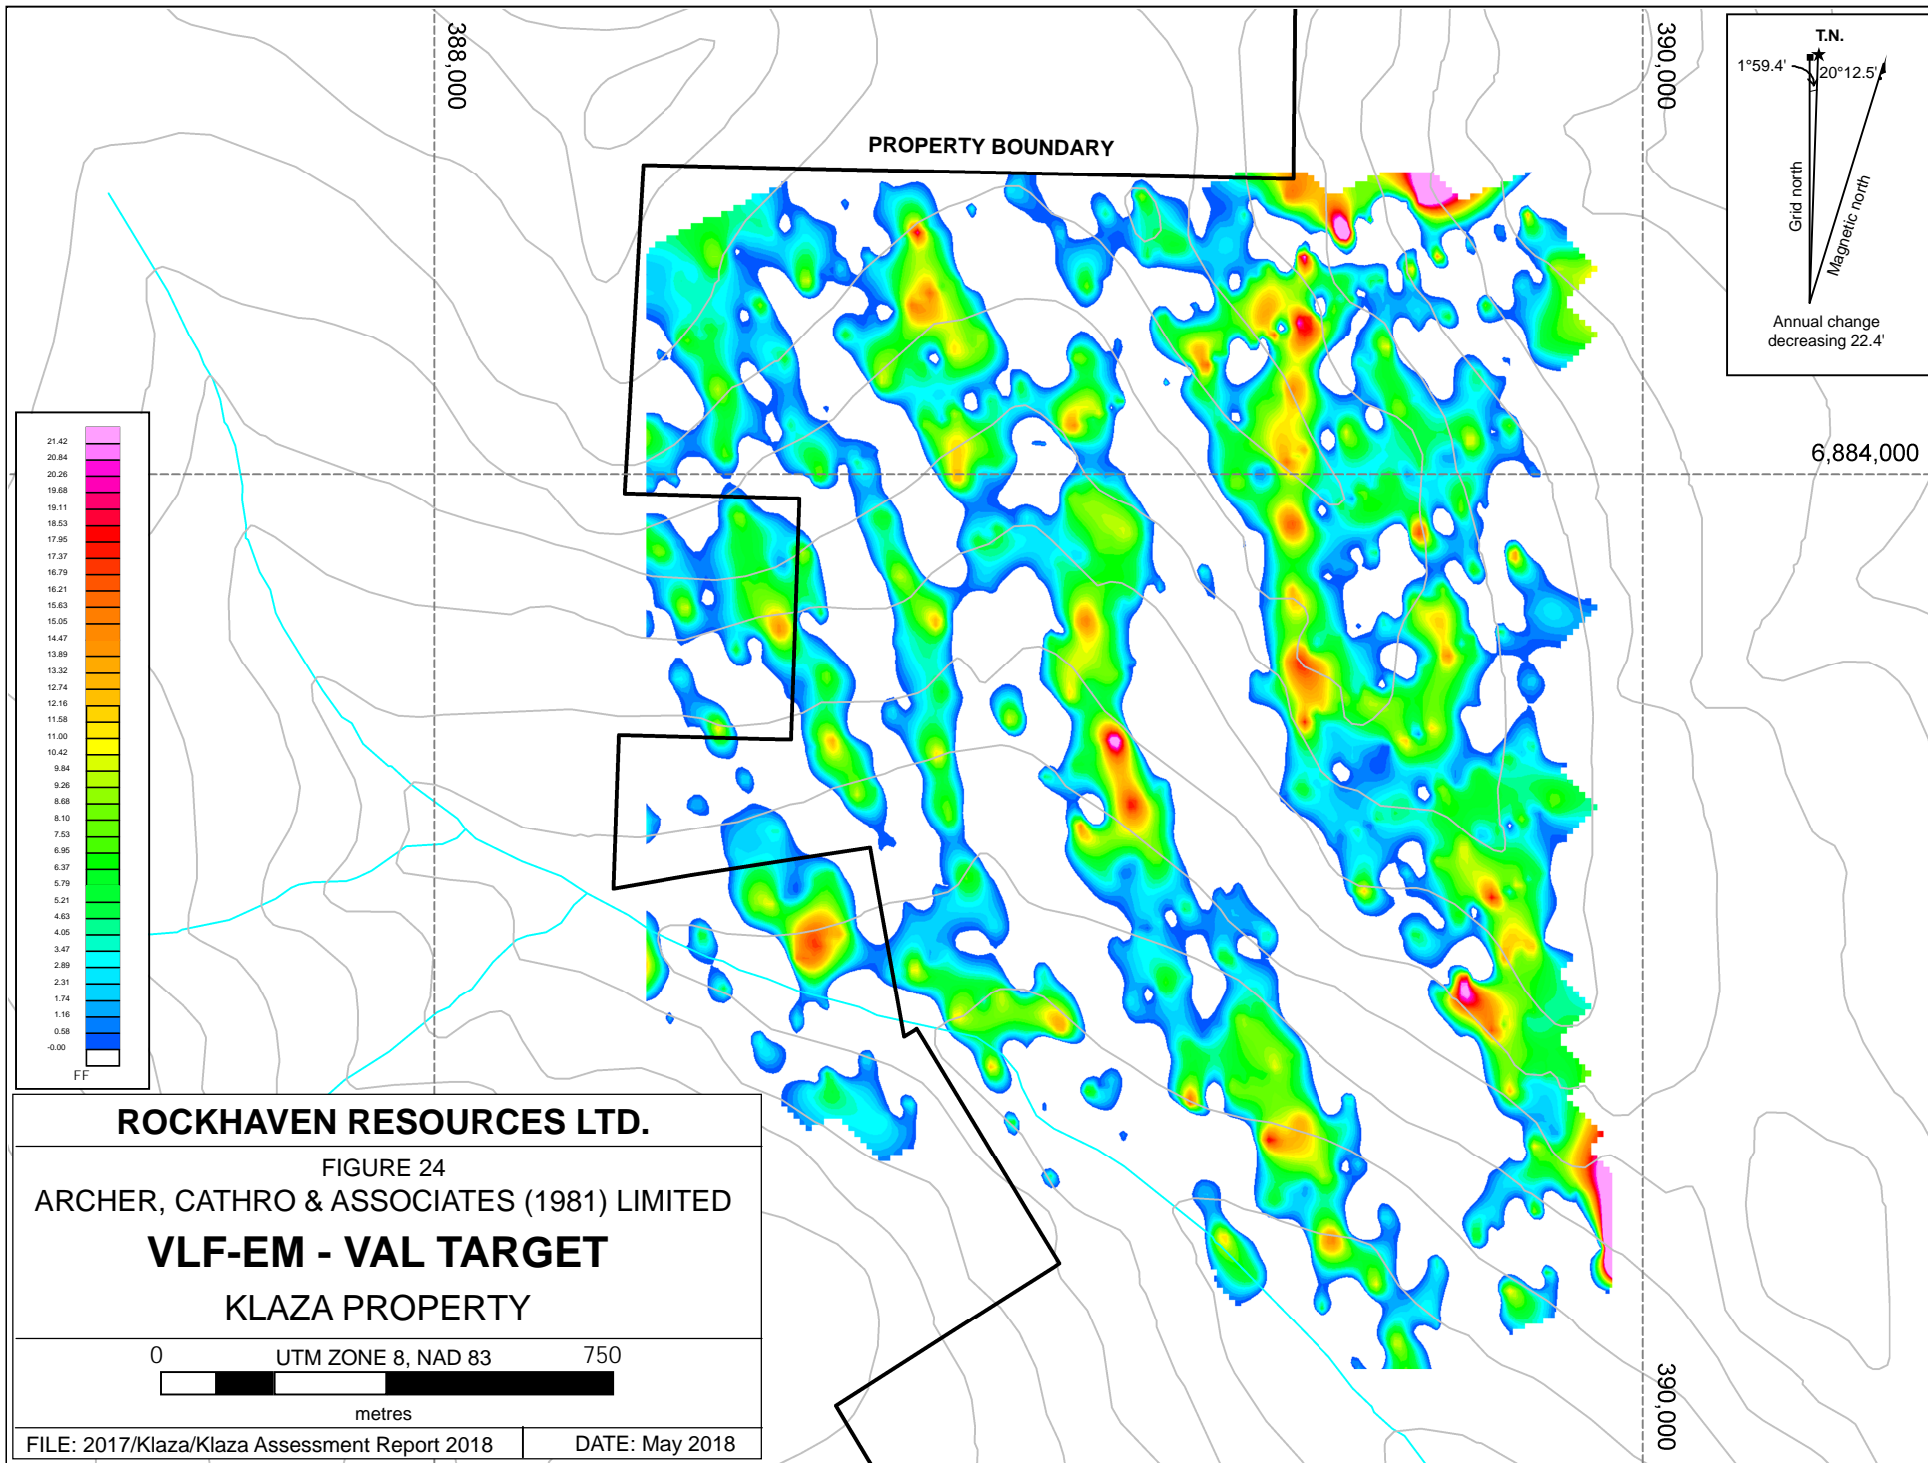 388,000
390,000
T.N.
1°59.4'
20°12.5'
Grid north
Magnetic north
Annual change
decreasing 22.4'
PROPERTY BOUNDARY
6,884,000
21.42
20.84
20.26
19.68
19.11
18.53
17.95
17.37
16.79
16.21
15.63
15.05
14.47
13.89
13.32
12.74
12.16
11.58
11.00
10.42
9.84
9.26
8.68
8.10
7.53
6.95
6.37
5.79
5.21
4.63
4.05
3.47
2.89
2.31
1.74
1.16
0.58
-0.00
FF
ROCKHAVEN RESOURCES LTD.
FIGURE 24
ARCHER, CATHRO & ASSOCIATES (1981) LIMITED
VLF-EM - VAL TARGET
KLAZA PROPERTY
0 UTM ZONE 8, NAD 83 750
metres
FILE: 2017/Klaza/Klaza Assessment Report 2018 DATE: May 2018
390,000